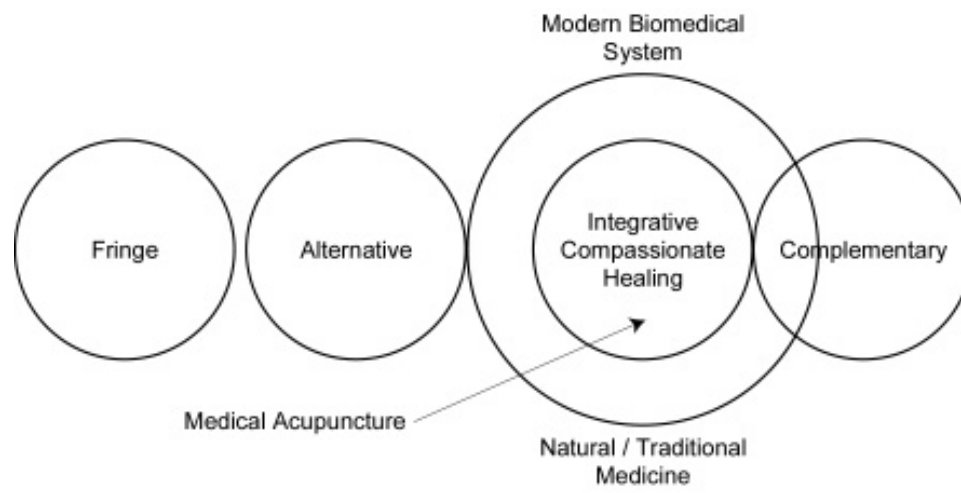 Modern Biomedical
System
Fringe
Alternative
Integrative
Compassionate
Healing
Complementary
Medical Acupuncture
Natural / Traditional
Medicine